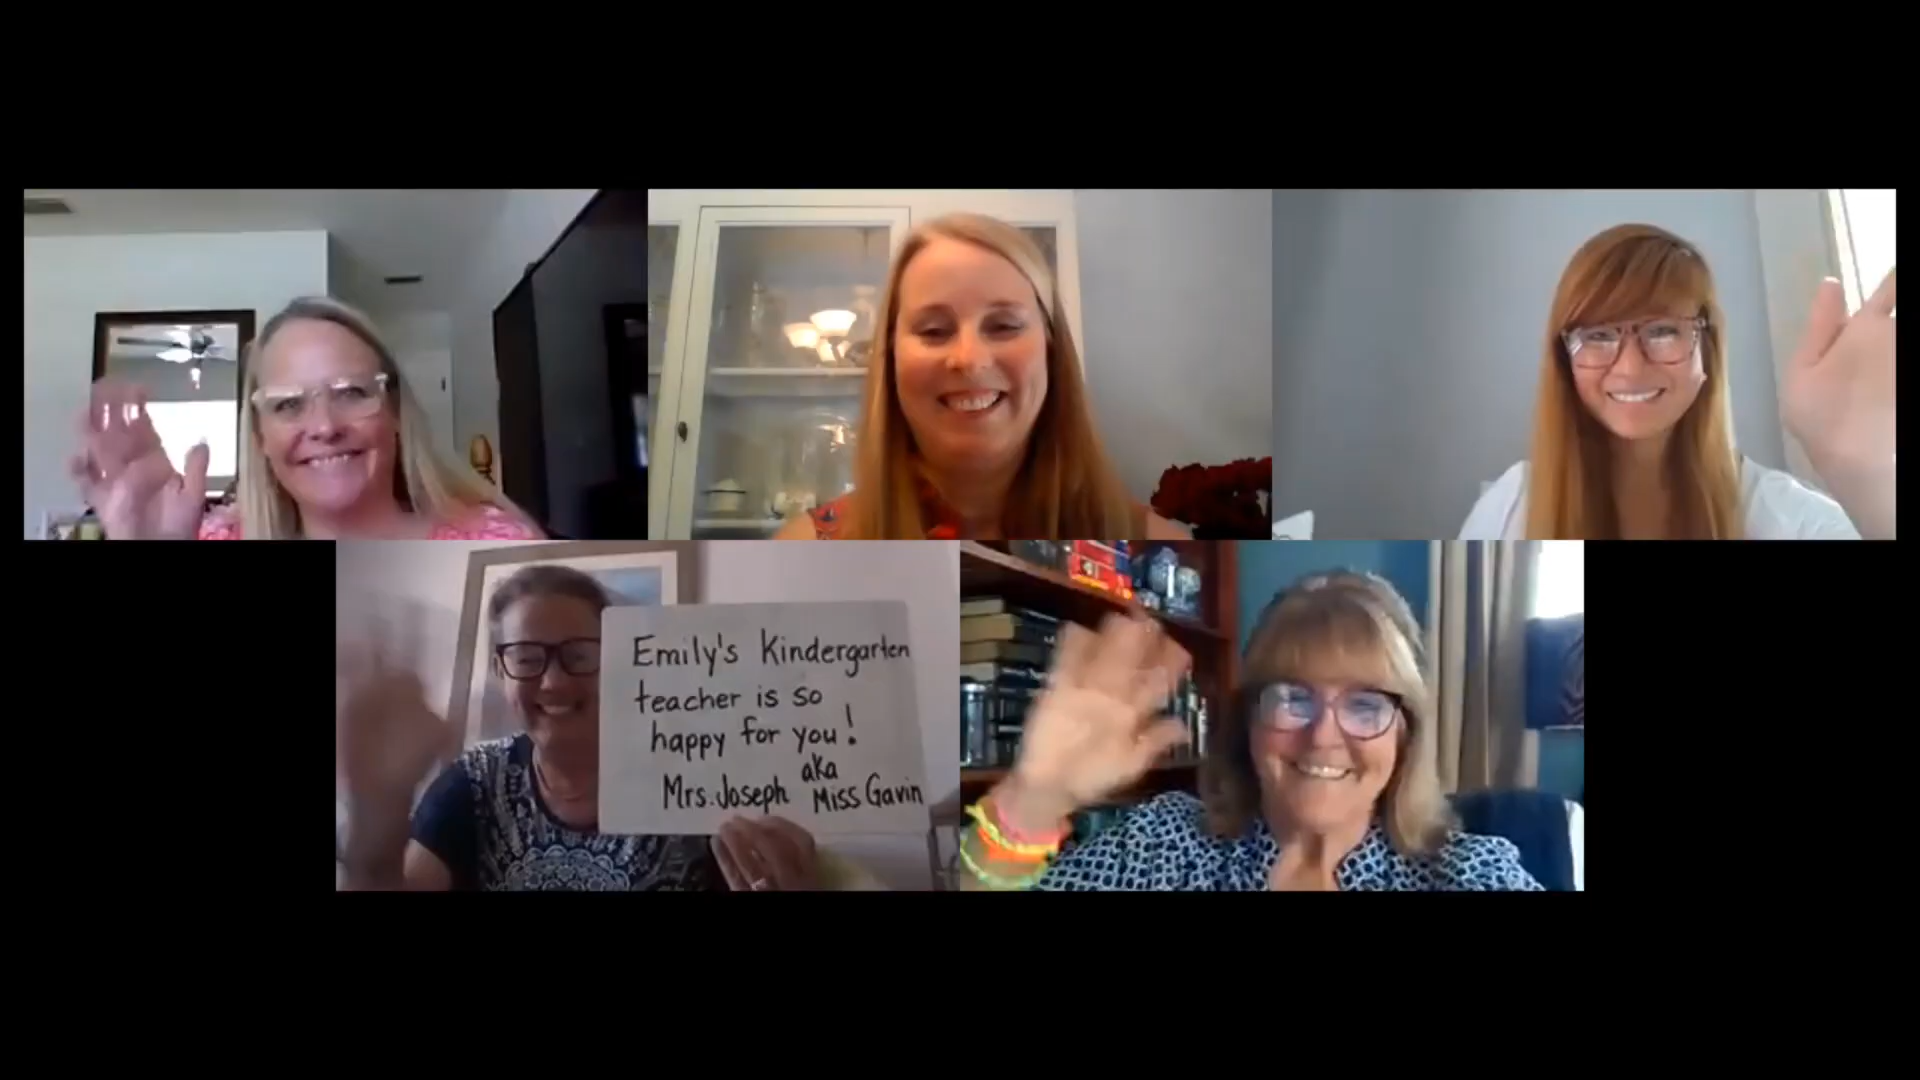 Emily's Kindergarten
teacher is so
happy for you!
aka
Mrs. Joseph Miss Gavin